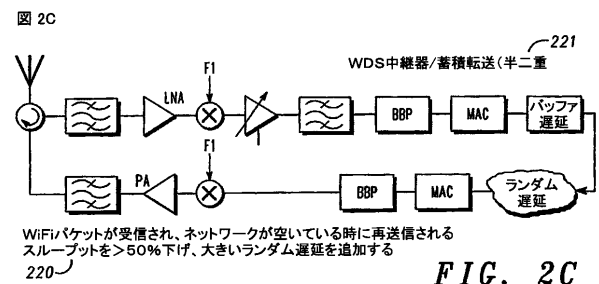 図 2C
221
WDS中継器/蓄積転送(半二重
F1
LNA
BBP
MAC
バッファ
遅延
F1
PA
BBP
MAC
ランダム
遅延
WiFiパケットが受信され、ネットワークが空いている時に再送信される
スループットを>50%下げ、大きいランダム遅延を追加する
220
FIG. 2C